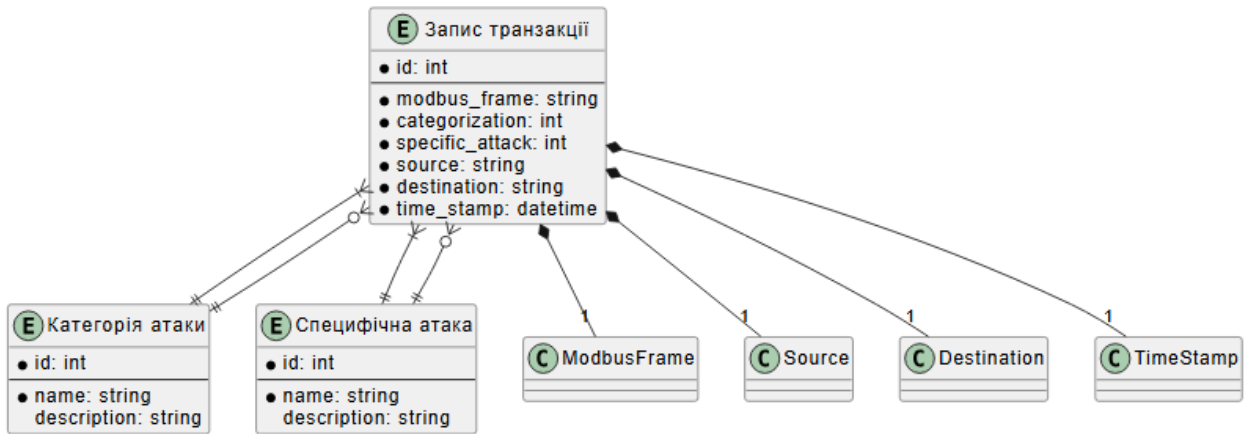 E Запис транзакції
id: int
modbus_frame: string
categorization: int
specific_attack: int
source: string
destination: string
time_stamp: datetime
1 1 1 1
E Категорія атаки
id: int
name: string
description: string
E Специфічна атака
id: int
name: string
description: string
C ModbusFrame
C Source
C Destination
C TimeStamp